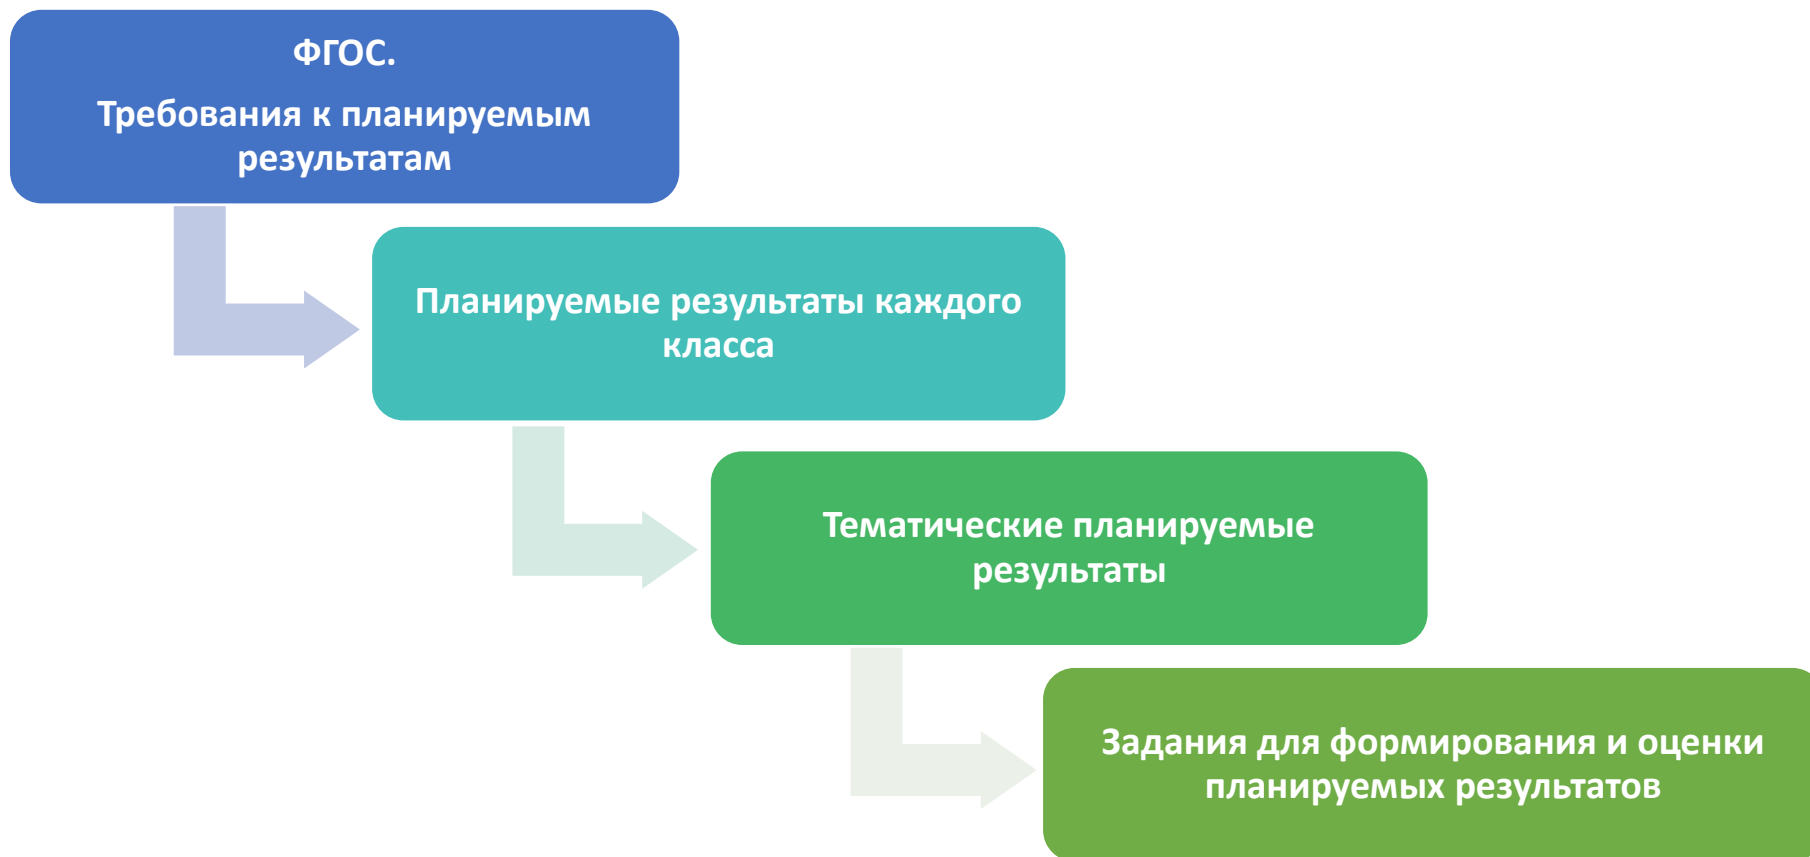 ФГОС.
Требования к планируемым
результатам
Планируемые результаты каждого
класса
Тематические планируемые
результаты
Задания для формирования и оценки
планируемых результатов